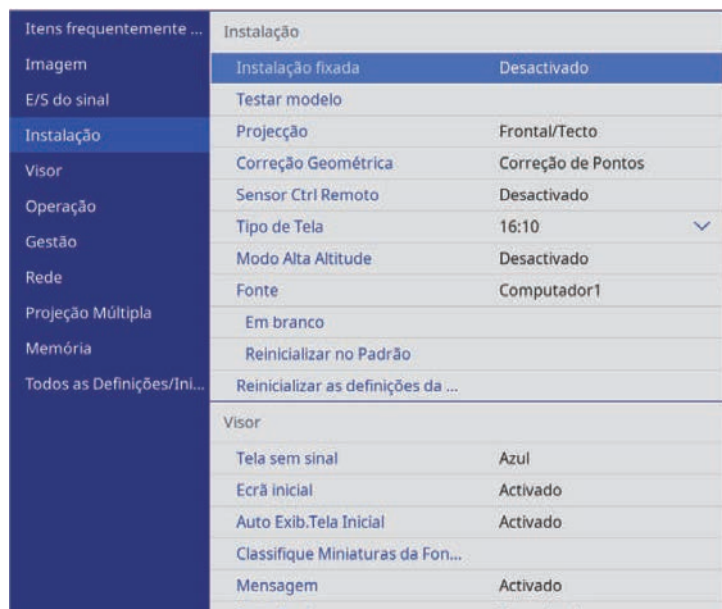 Itens frequentemente ...
Imagem
E/S do sinal
Instalação
Visor
Operação
Gestão
Rede
Projeção Múltipla
Memória
Todos as Definições/Ini...
Instalação
Instalação fixada Desactivado
Testar modelo
Projecção Frontal/Tecto
Correção Geométrica Correção de Pontos
Sensor Ctrl Remoto Desactivado
Tipo de Tela 16:10
Modo Alta Altitude Desactivado
Fonte Computador1
Em branco
Reinicializar no Padrão
Reinicializar as definições da ...
Visor
Tela sem sinal Azul
Ecrã inicial Activado
Auto Exib.Tela Inicial Activado
Classifique Miniaturas da Fon...
Mensagem Activado